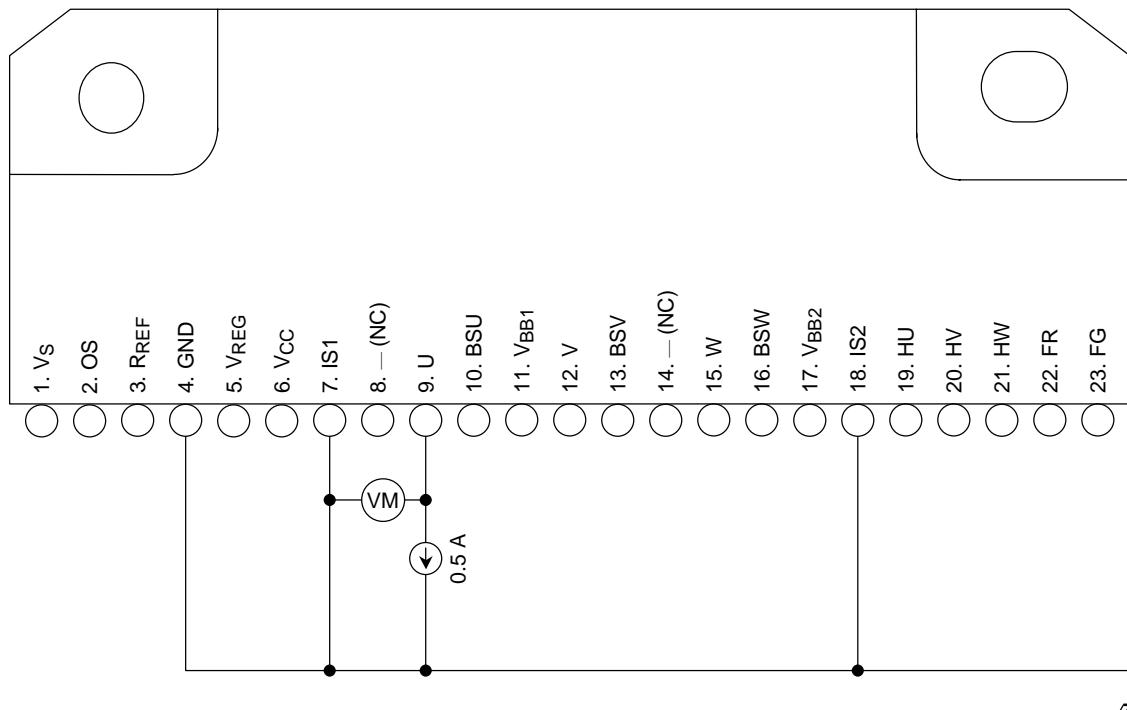 1. VS
2. OS
3. RREF
4. GND
5. VREG
6. VCC
7. IS1
8. — (NC)
9. U
10. BSU
11. VBB1
12. V
13. BSV
14. — (NC)
15. W
16. BSW
17. VBB2
18. IS2
19. HU
20. HV
21. HW
22. FR
23. FG
VM
0.5 A